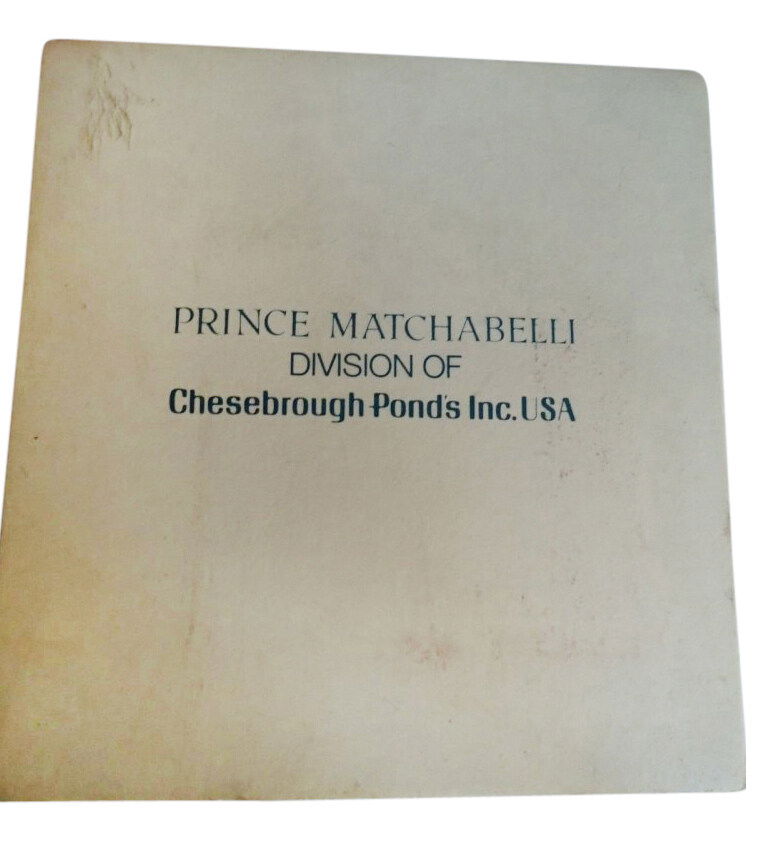 PRINCE MATCHABELLI
DIVISION OF
Chesebrough-Pond's Inc. USA